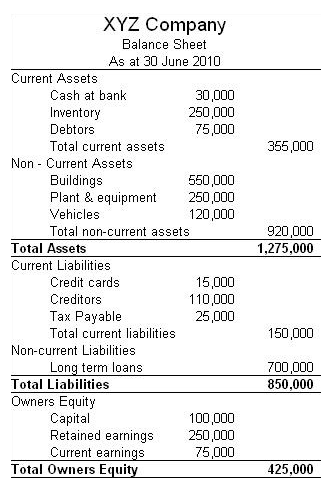 XYZ Company
Balance Sheet
As at 30 June 2010
Current Assets
Cash at bank 30,000
Inventory 250,000
Debtors 75,000
Total current assets 355,000
Non - Current Assets
Buildings 550,000
Plant & equipment 250,000
Vehicles 120,000
Total non-current assets 920,000
Total Assets 1,275,000
Current Liabilities
Credit cards 15,000
Creditors 110,000
Tax Payable 25,000
Total current liabilities 150,000
Non-current Liabilities
Long term loans 700,000
Total Liabilities 850,000
Owners Equity
Capital 100,000
Retained earnings 250,000
Current earnings 75,000
Total Owners Equity 425,000